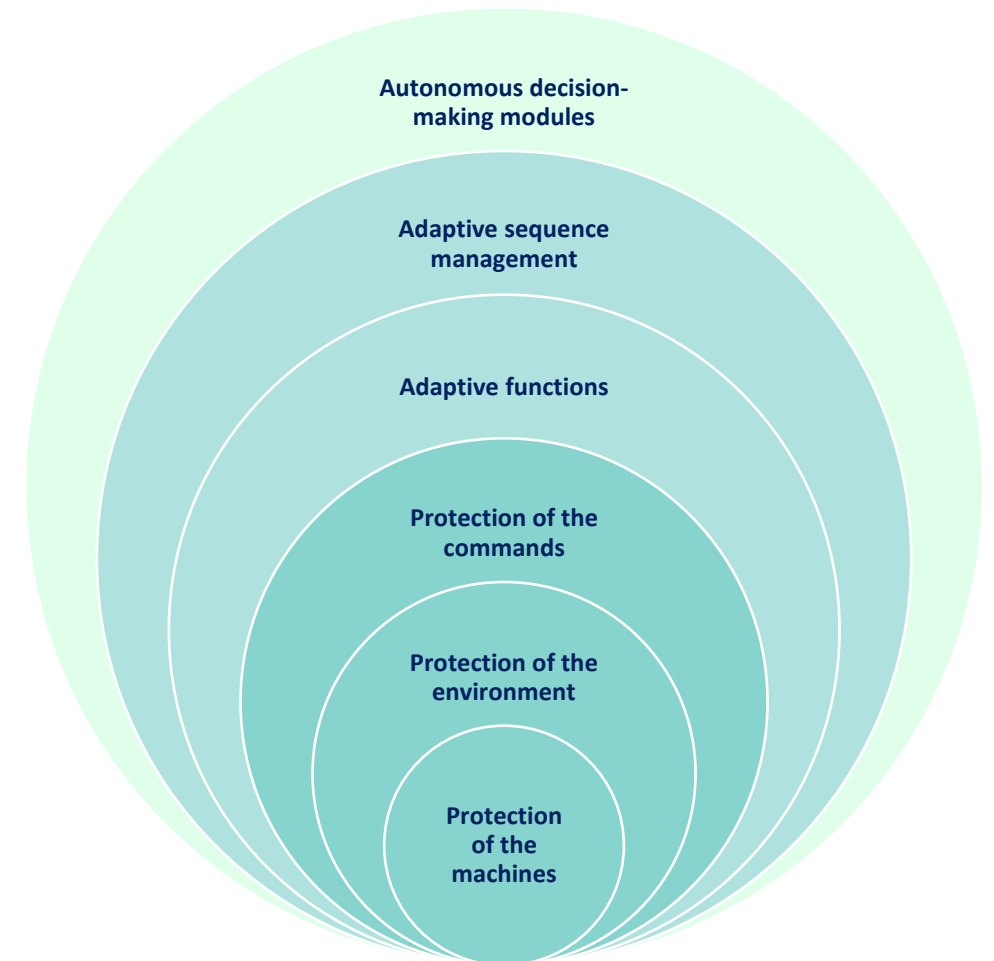 Autonomous decision-
making modules
Adaptive sequence
management
Adaptive functions
Protection of the
commands
Protection of the
environment
Protection
of the
machines